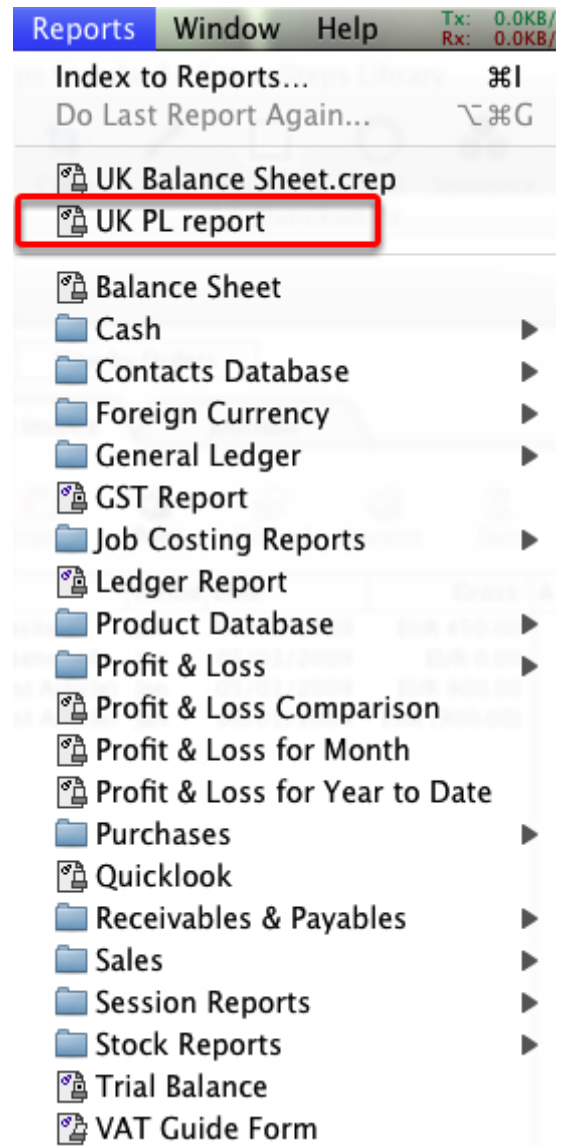 Reports Window Help Tx: 0.0KB/
Rx: 0.0KB/
Index to Reports... ⌘I
Do Last Report Again... ⌥⌘G
UK Balance Sheet.crep
UK PL report
Balance Sheet
Cash
Contacts Database
Foreign Currency
General Ledger
GST Report
Job Costing Reports
Ledger Report
Product Database
Profit & Loss
Profit & Loss Comparison
Profit & Loss for Month
Profit & Loss for Year to Date
Purchases
Quicklook
Receivables & Payables
Sales
Session Reports
Stock Reports
Trial Balance
VAT Guide Form